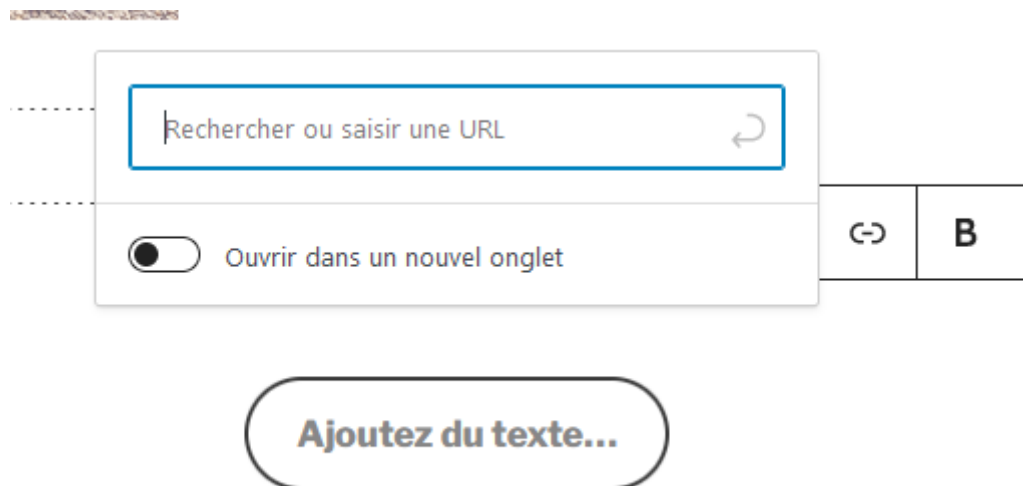 Rechercher ou saisir une URL
Ouvrir dans un nouvel onglet
B
Ajoutez du texte...